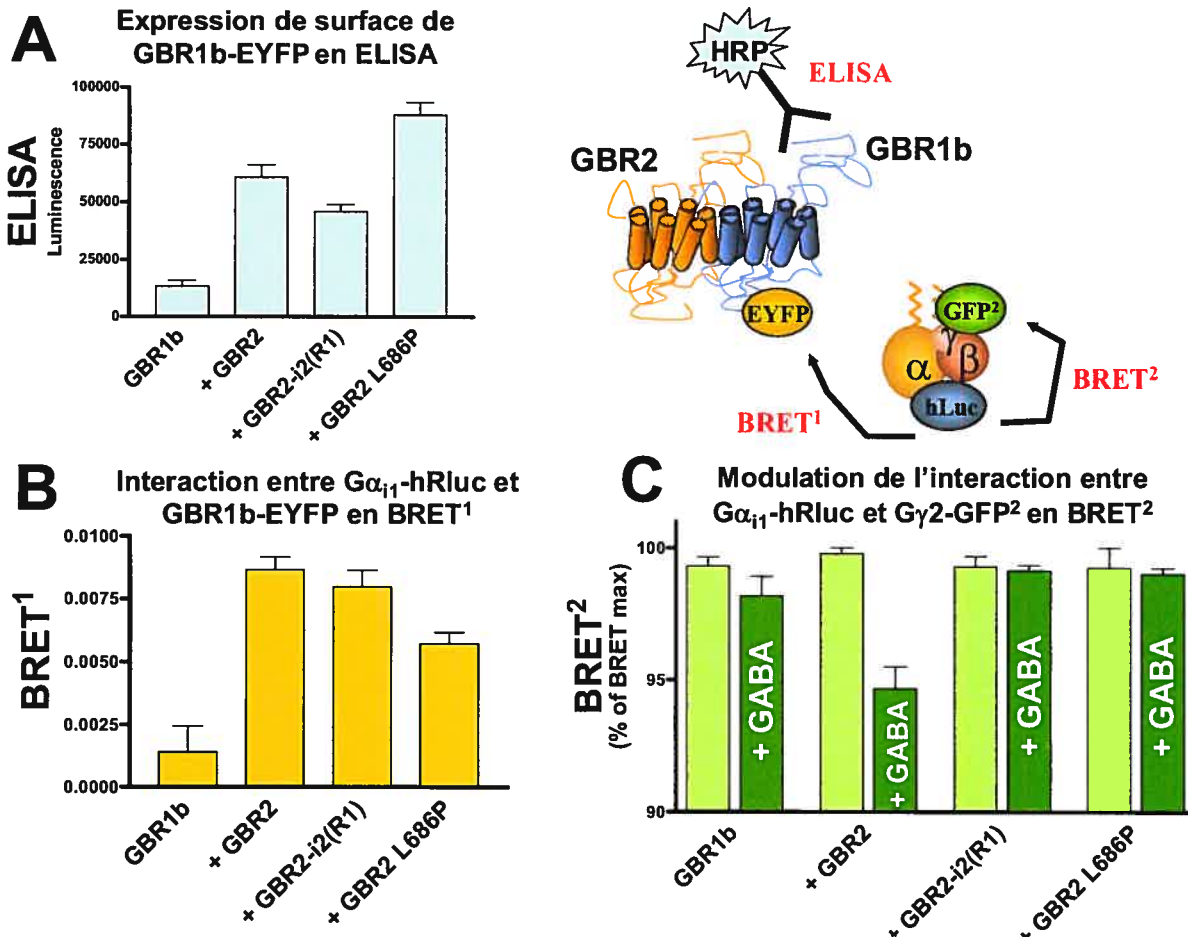 A
Expression de surface de
GBR1b-EYFP en ELISA
ELISA
Luminescence
100000
75000
50000
25000
0
GBR1b
+ GBR2
+ GBR2-i2(R1)
+ GBR2 L686P
HRP
ELISA
GBR2
GBR1b
EYFP
GFP²
γ
α
β
hLuc
BRET¹
BRET²
B
Interaction entre Gαi1-hRluc et
GBR1b-EYFP en BRET¹
BRET¹
0.0100
0.0075
0.0050
0.0025
0.0000
GBR1b
+ GBR2
+ GBR2-i2(R1)
+ GBR2 L686P
C
Modulation de l'interaction entre
Gαi1-hRluc et Gγ2-GFP² en BRET²
BRET²
(% of BRET max)
100
95
90
+ GABA
+ GABA
+ GABA
+ GABA
GBR1b
+ GBR2
+ GBR2-i2(R1)
+ GBR2 L686P